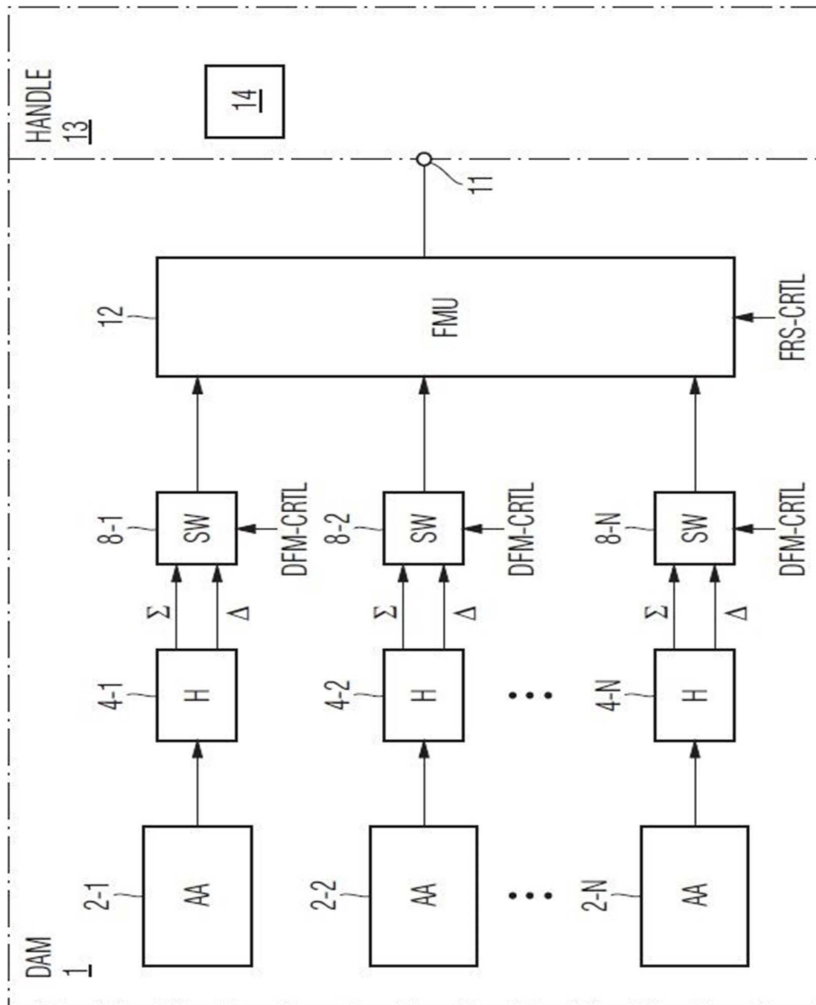 DAM
1
HANDLE
13
2-1
4-1
8-1
12
AA
H
Σ
Δ
SW
DFM-CRTL
14
2-2
4-2
8-2
AA
H
Σ
Δ
SW
DFM-CRTL
FMU
11
2-N
4-N
8-N
AA
H
Σ
Δ
SW
DFM-CRTL
FRS-CRTL